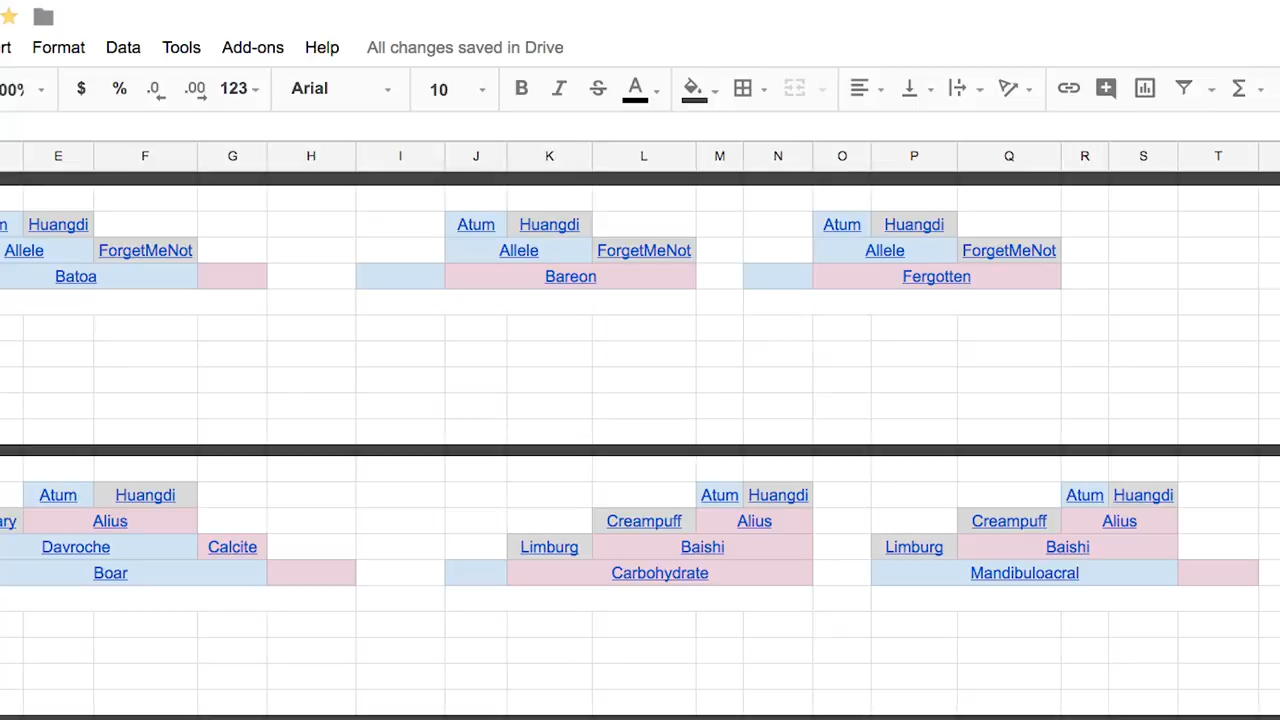 rt Format Data Tools Add-ons Help All changes saved in Drive
00% $ % .0 .00 123 Arial 10 B I S A Σ
E F G H I J K L M N O P Q R S T
m Huangdi Atum Huangdi Atum Huangdi
Allele ForgetMeNot Allele ForgetMeNot Allele ForgetMeNot
Batoa Bareon Fergotten
Atum Huangdi Atum Huangdi Atum Huangdi
ary Alius Creampuff Alius Creampuff Alius
Davroche Calcite Limburg Baishi Limburg Baishi
Boar Carbohydrate Mandibuloacral